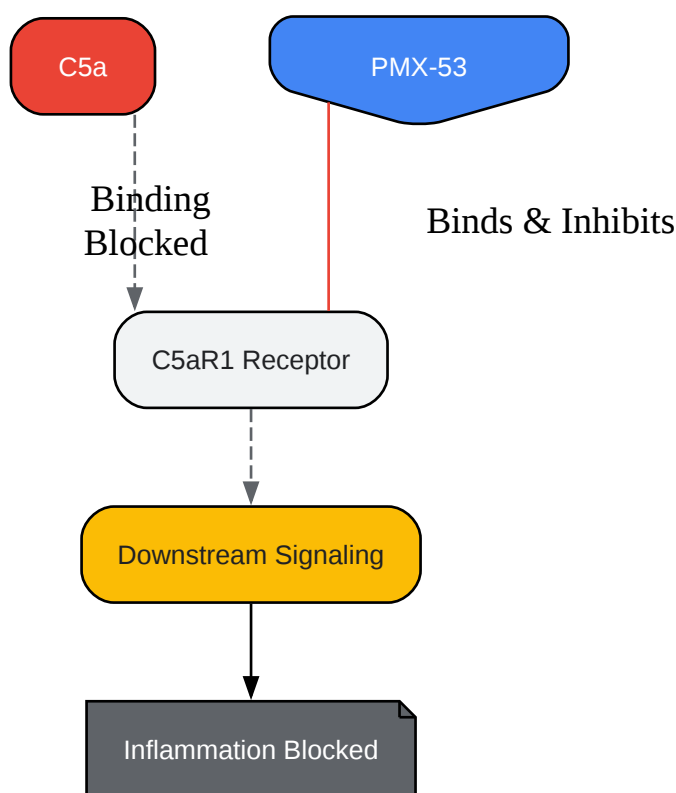 C5a
PMX-53
Binding
Blocked
Binds & Inhibits
C5aR1 Receptor
Downstream Signaling
Inflammation Blocked